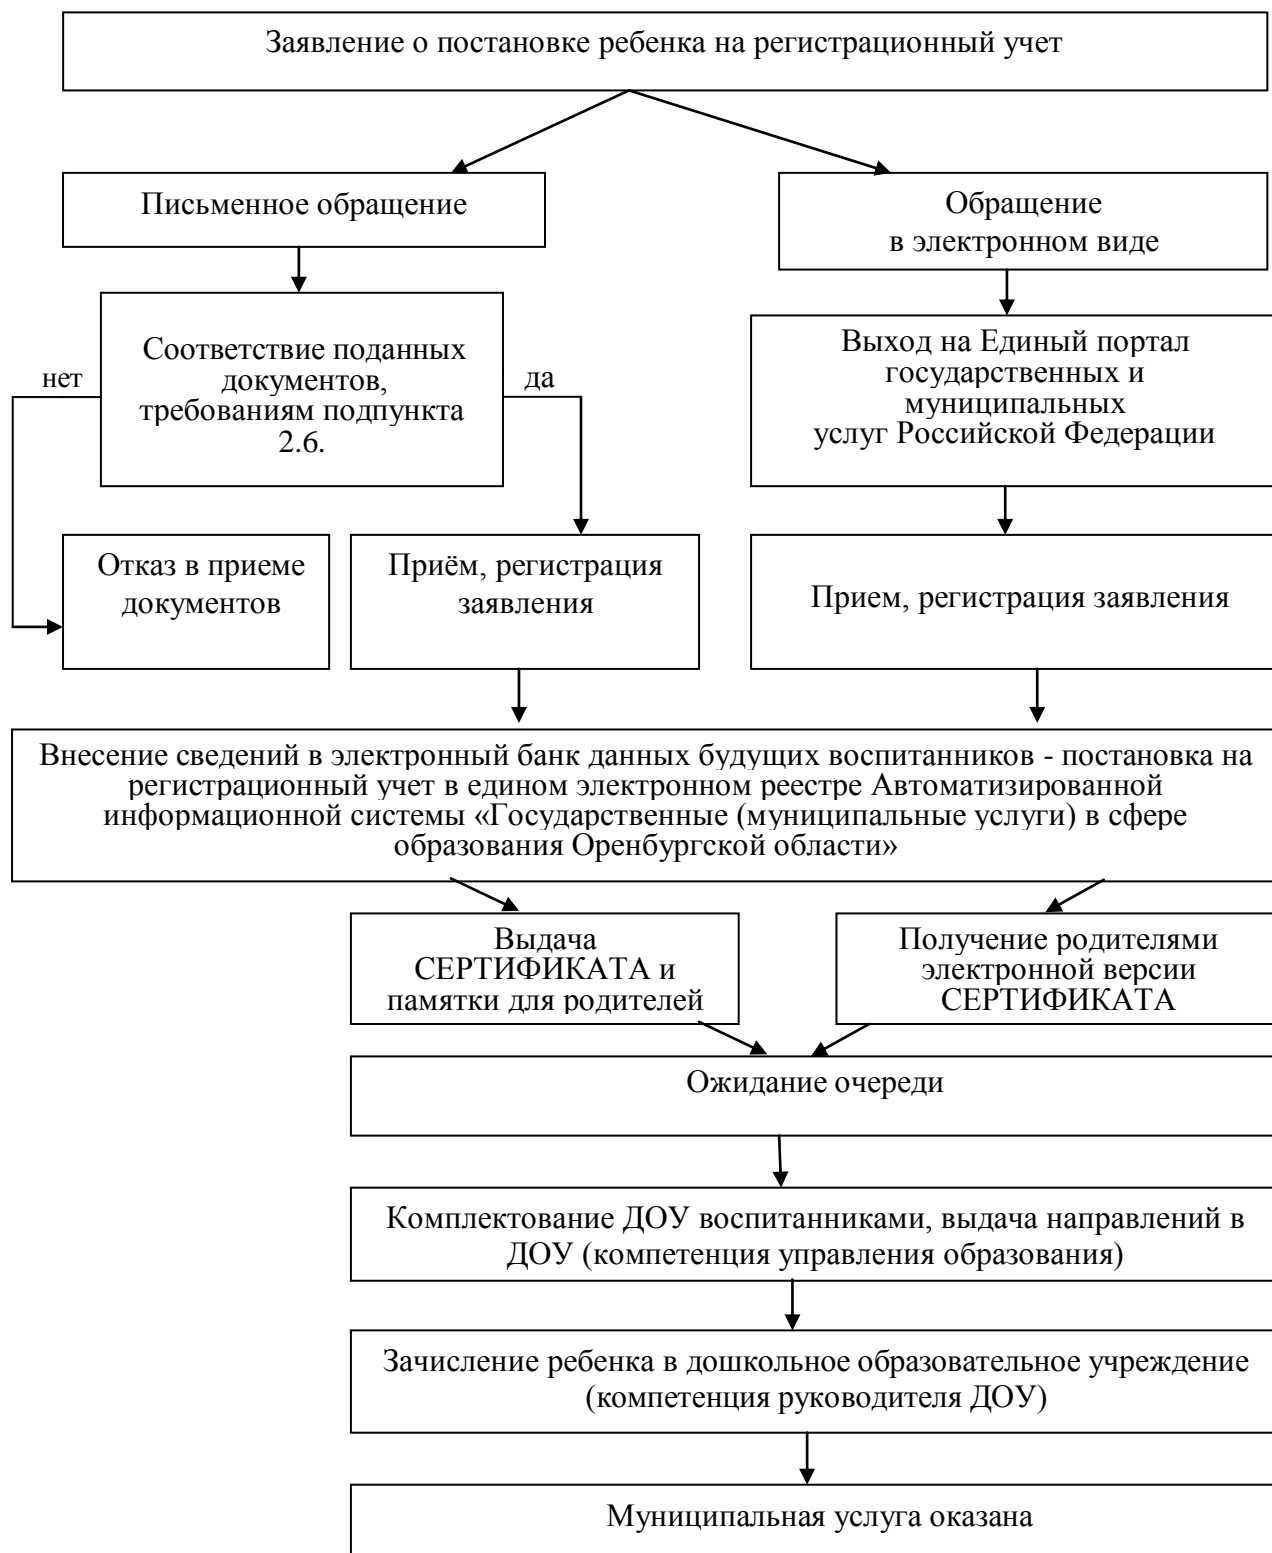 Заявление о постановке ребенка на регистрационный учет
Письменное обращение
Обращение
в электронном виде
Соответствие поданных
документов,
требованиям подпункта
2.6.
нет
да
Выход на Единый портал
государственных и
муниципальных
услуг Российской Федерации
Отказ в приеме
документов
Приём, регистрация
заявления
Прием, регистрация заявления
Внесение сведений в электронный банк данных будущих воспитанников - постановка на
регистрационный учет в едином электронном реестре Автоматизированной
информационной системы «Государственные (муниципальные услуги) в сфере
образования Оренбургской области»
Выдача
СЕРТИФИКАТА и
памятки для родителей
Получение родителями
электронной версии
СЕРТИФИКАТА
Ожидание очереди
Комплектование ДОУ воспитанниками, выдача направлений в
ДОУ (компетенция управления образования)
Зачисление ребенка в дошкольное образовательное учреждение
(компетенция руководителя ДОУ)
Муниципальная услуга оказана